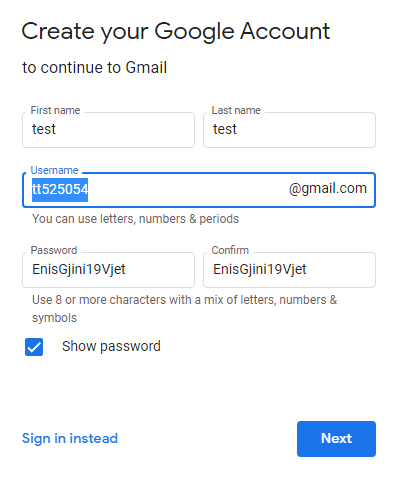 Create your Google Account
to continue to Gmail
First name
test
Last name
test
Username
tt525054 @gmail.com
You can use letters, numbers & periods
Password
EnisGjini19Vjet
Confirm
EnisGjini19Vjet
Use 8 or more characters with a mix of letters, numbers &
symbols
Show password
Sign in instead
Next